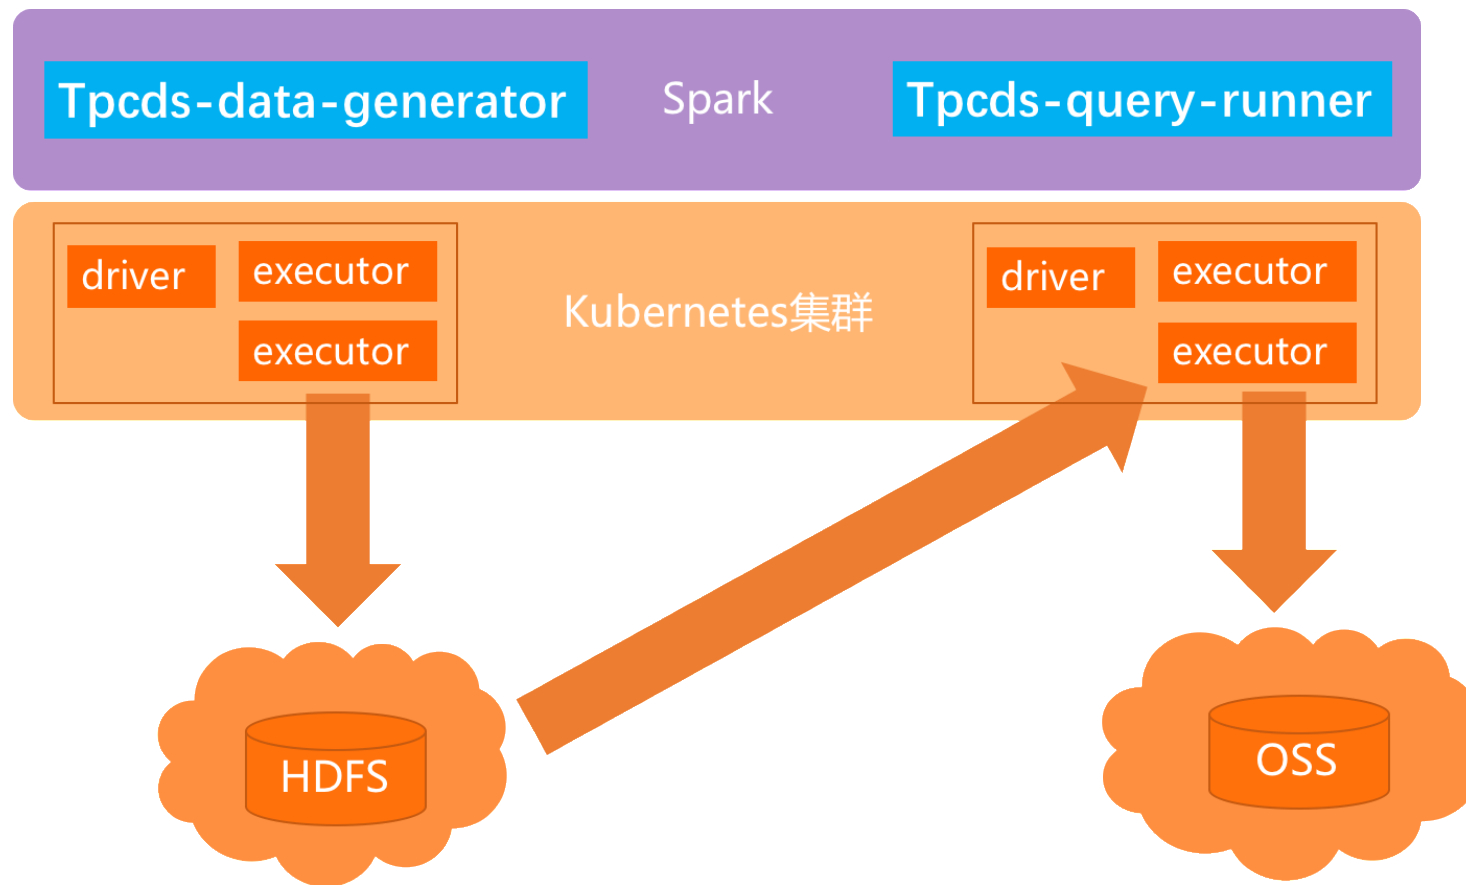 Tpcds-data-generator
Spark
Tpcds-query-runner
driver
executor
executor
Kubernetes集群
driver
executor
executor
HDFS
OSS